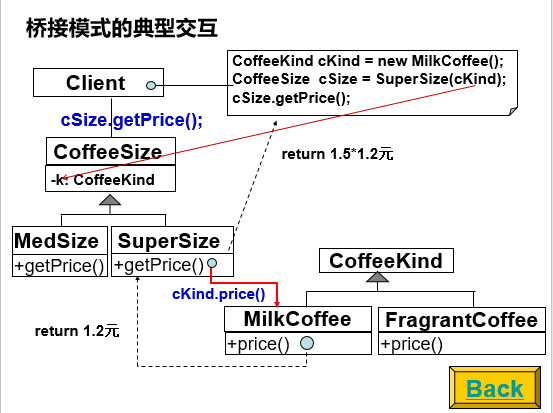 桥接模式的典型交互
Client
CoffeeKind cKind = new MilkCoffee();
CoffeeSize cSize = SuperSize(cKind);
cSize.getPrice();
cSize.getPrice();
CoffeeSize
-k: CoffeeKind
return 1.5*1.2元
MedSize
+getPrice()
SuperSize
+getPrice()
CoffeeKind
cKind.price()
MilkCoffee
+price()
FragrantCoffee
+price()
return 1.2元
Back